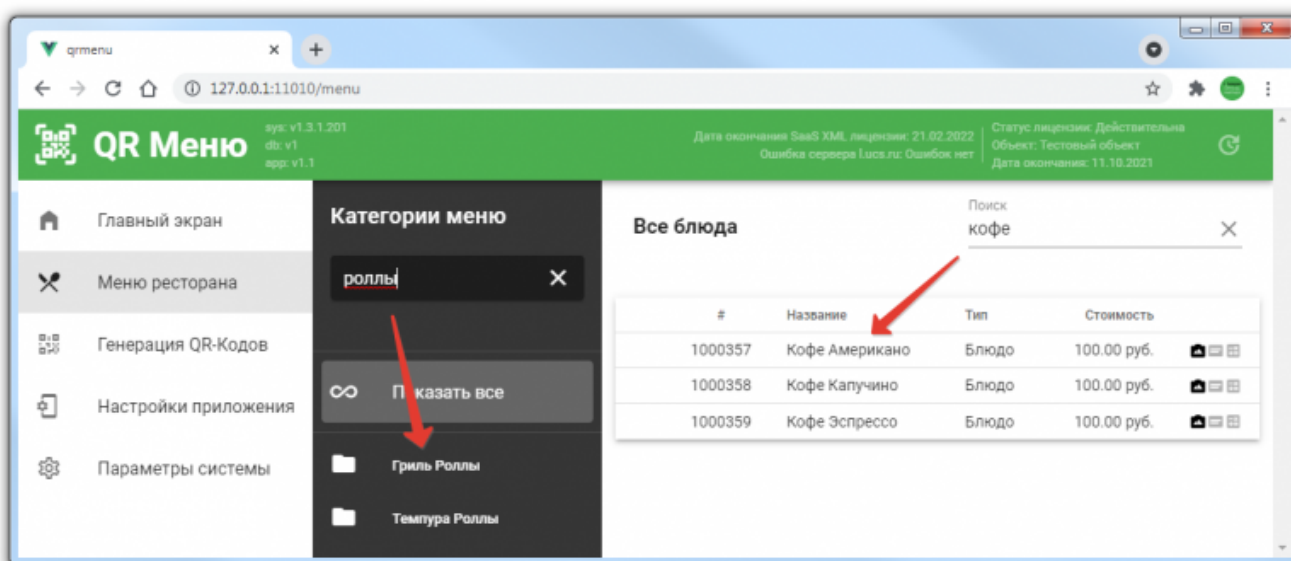 qrmenu
127.0.0.1:11010/menu
QR Меню
sys: v1.3.1.201
db: v1
app: v1.1
Дата окончания SaaS XML лицензии: 21.02.2022
Ошибка сервера l.ucs.ru: Ошибок нет
Статус лицензии: Действительна
Объект: Тестовый объект
Дата окончания: 11.10.2021
Главный экран
Меню ресторана
Генерация QR-Кодов
Настройки приложения
Параметры системы
Категории меню
роллы
Показать все
Гриль Роллы
Темпура Роллы
Все блюда
Поиск
кофе
# Название Тип Стоимость
1000357 Кофе Американо Блюдо 100.00 руб.
1000358 Кофе Капучино Блюдо 100.00 руб.
1000359 Кофе Эспрессо Блюдо 100.00 руб.